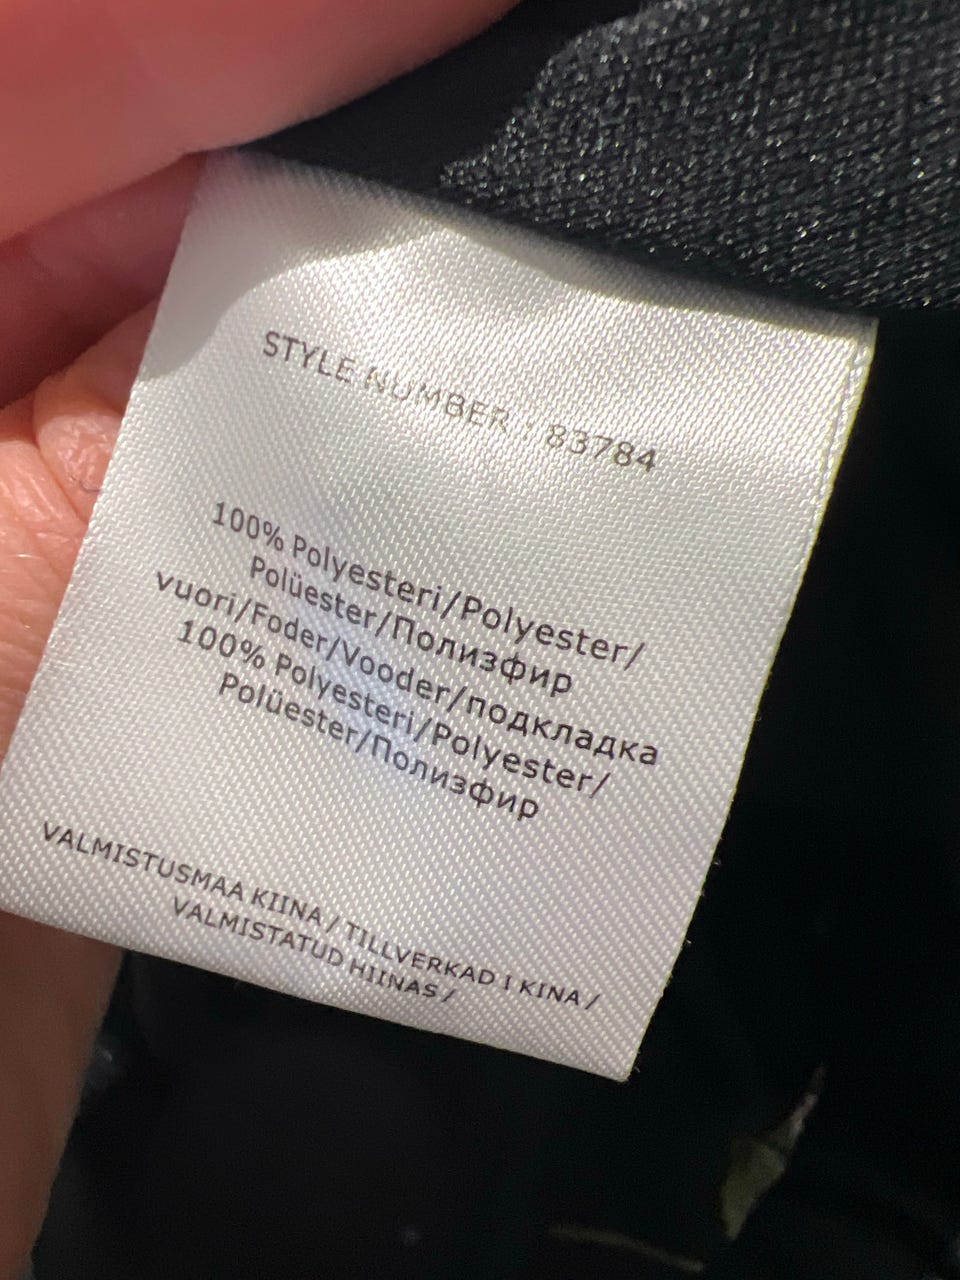 STYLE NUMBER : 83784
100% Polyesteri/Polyester/
Polüester/Полизфир
vuori/Foder/Vooder/подкладка
100% Polyesteri/Polyester/
Polüester/Полизфир
VALMISTUSMAA KIINA / TILLVERKAD I KINA /
VALMISTATUD HIINAS /